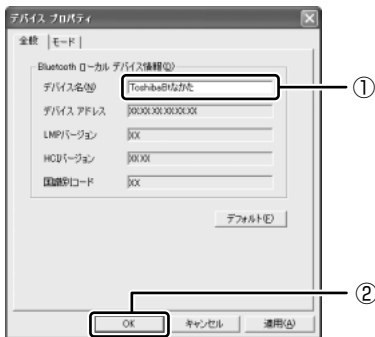 デバイス プロパティ
全般 モード
Bluetooth ローカル デバイス情報(D)
デバイス名(N) ToshibaBtなかた ①
デバイス アドレス XX:XX:XX:XX:XX:XX
LMPバージョン XX
HCIバージョン XX.XX
国識別コード XX
デフォルト(F)
②
OK キャンセル 適用(A)